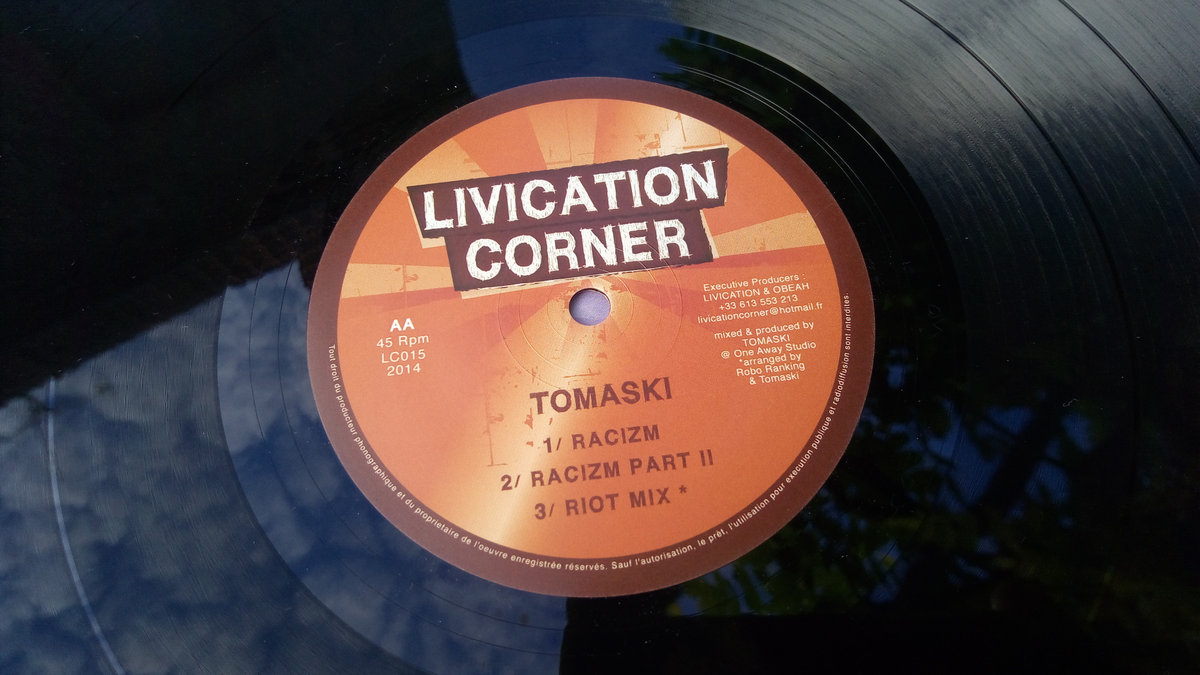 LIVICATION
CORNER
AA
45 Rpm
LC015
2014
Executive Producers :
LIVICATION & OBEAH
+33 613 553 213
livicationcorner@hotmail.fr
mixed & produced by
TOMASKI
@ One Away Studio
*arranged by
Robo Ranking
& Tomaski
TOMASKI
1/ RACIZM
2/ RACIZM PART II
3/ RIOT MIX *
Tout droit du producteur phonographique et du proprietaire de l'oeuvre enregistrée réservés. Sauf l'autorisation, le prêt, l'utilisation pour execution publique et radiodiffusion sont interdites.